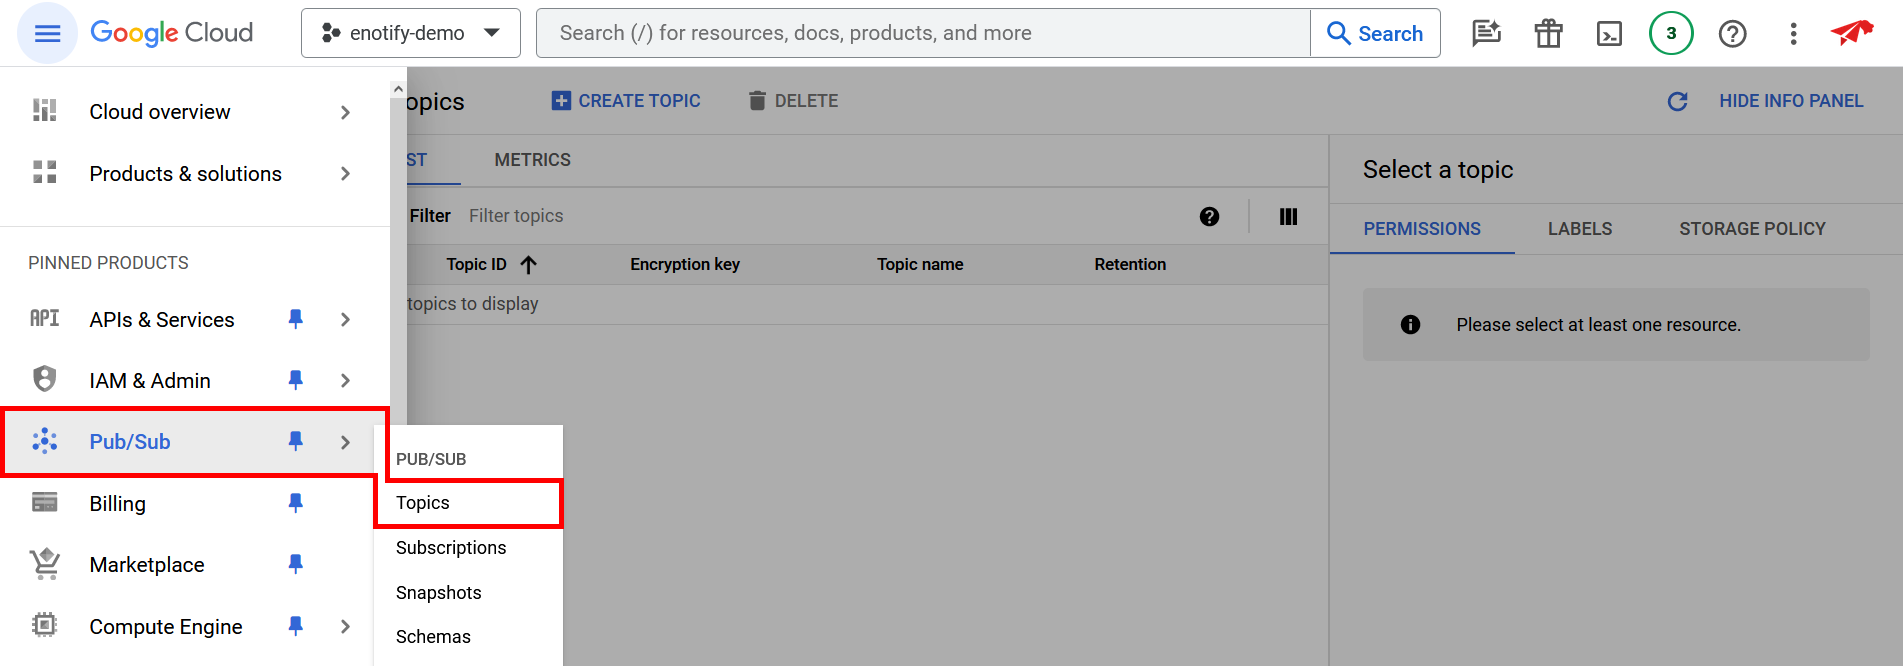 Google Cloud
enotify-demo
Search (/) for resources, docs, products, and more
Search
3
Cloud overview
Products & solutions
PINNED PRODUCTS
API APIs & Services
IAM & Admin
Pub/Sub
Billing
Marketplace
Compute Engine
PUB/SUB
Topics
Subscriptions
Snapshots
Schemas
opics
CREATE TOPIC
DELETE
HIDE INFO PANEL
ST
METRICS
Filter Filter topics
Topic ID Encryption key Topic name Retention
topics to display
Select a topic
PERMISSIONS
LABELS
STORAGE POLICY
Please select at least one resource.